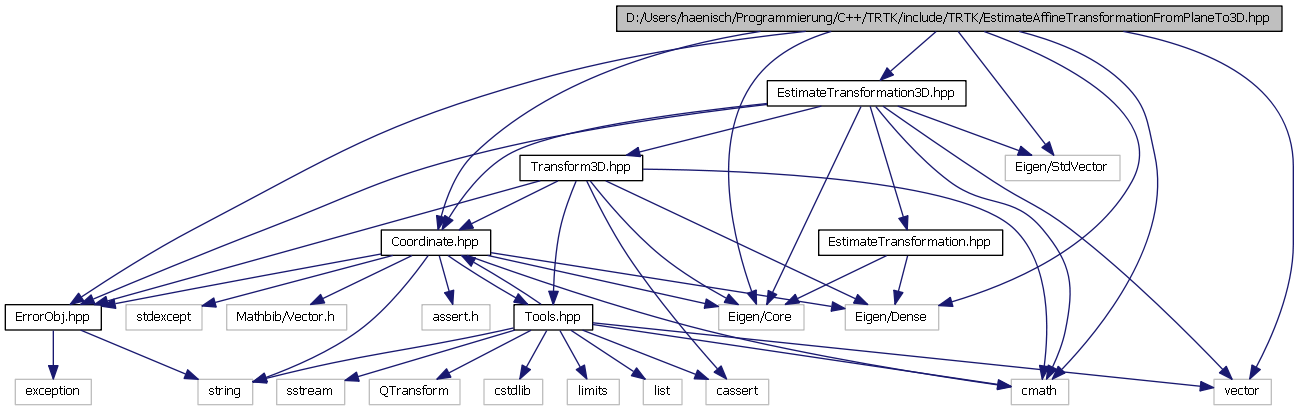 D:/Users/haenisch/Programmierung/C++/TRTK/include/TRTK/EstimateAffineTransformationFromPlaneTo3D.hpp
EstimateTransformation3D.hpp
Transform3D.hpp
Eigen/StdVector
Coordinate.hpp
EstimateTransformation.hpp
ErrorObj.hpp
stdexcept
Mathbib/Vector.h
assert.h
Tools.hpp
Eigen/Core
Eigen/Dense
exception
string
sstream
QTransform
cstdlib
limits
list
cassert
cmath
vector